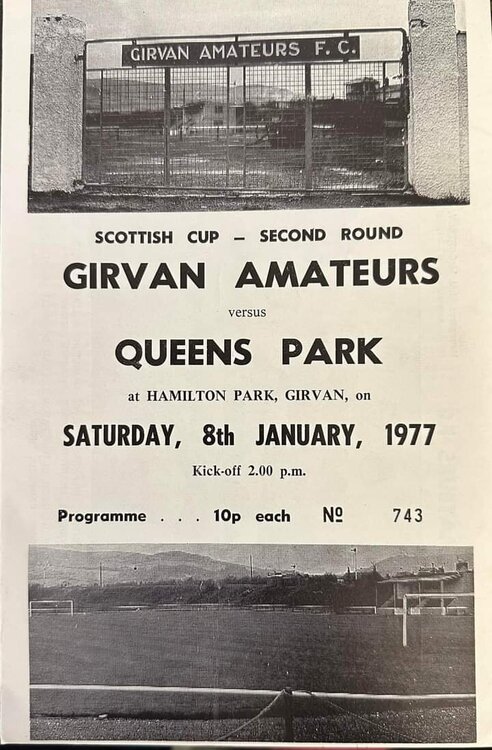 GIRVAN AMATEURS F.C.
SCOTTISH CUP – SECOND ROUND
GIRVAN AMATEURS
versus
QUEENS PARK
at HAMILTON PARK, GIRVAN, on
SATURDAY, 8th JANUARY, 1977
Kick-off 2.00 p.m.
Programme . . . 10p each Nº 743